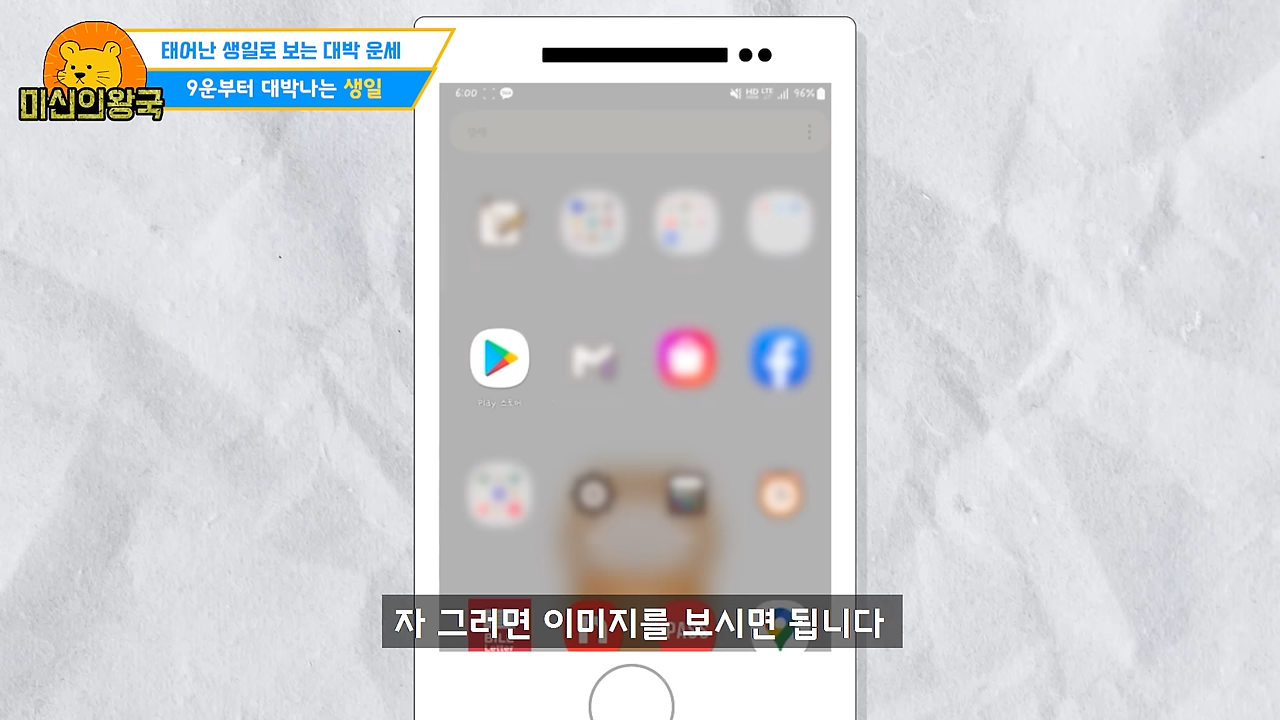 태어난 생일로 보는 대박 운세
9운부터 대박나는 생일
미신의왕국
6:00
HD LTE 96%
Play 스토어
자 그러면 이미지를 보시면 됩니다